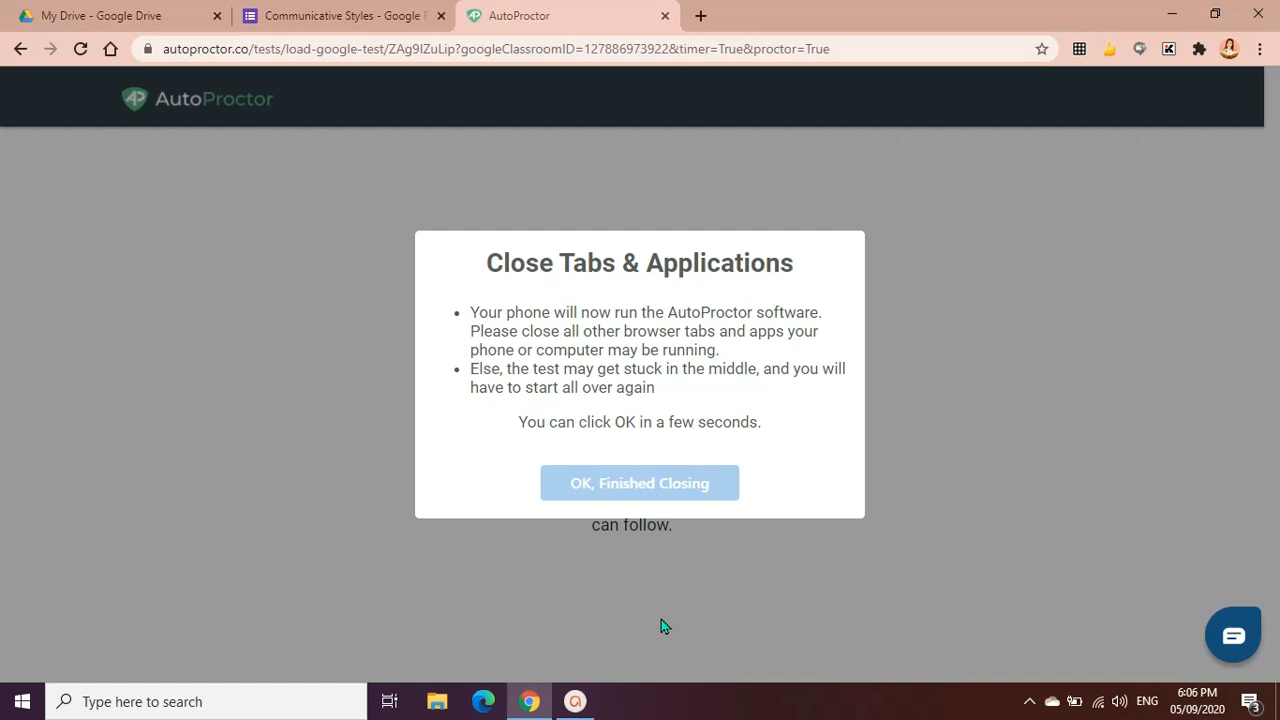 My Drive - Google Drive
Communicative Styles - Google F
AutoProctor
autoproctor.co/tests/load-google-test/ZAg9IZuLip?googleClassroomID=127886973922&timer=True&proctor=True
AutoProctor
Close Tabs & Applications
• Your phone will now run the AutoProctor software.
Please close all other browser tabs and apps your
phone or computer may be running.
• Else, the test may get stuck in the middle, and you will
have to start all over again
You can click OK in a few seconds.
OK, Finished Closing
can follow.
Type here to search
ENG
6:06 PM
05/09/2020
3